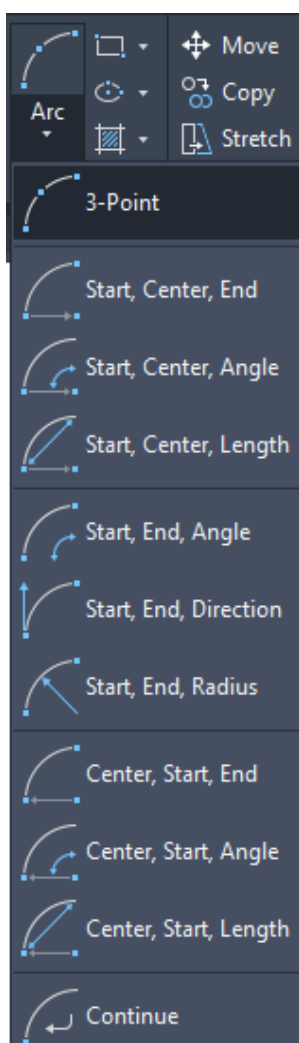 Arc
Move
Copy
Stretch
3-Point
Start, Center, End
Start, Center, Angle
Start, Center, Length
Start, End, Angle
Start, End, Direction
Start, End, Radius
Center, Start, End
Center, Start, Angle
Center, Start, Length
Continue